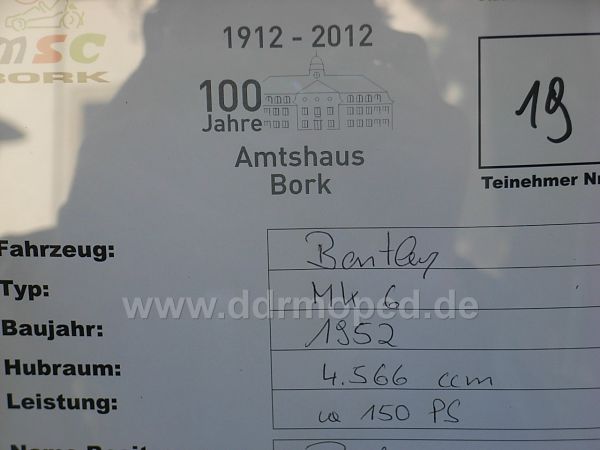 msc
BORK
1912 - 2012
100
Jahre
Amtshaus
Bork
19
Teinehmer Nr
Fahrzeug: Bentley
Typ: Mk 6
www.ddrmoped.de
Baujahr: 1952
Hubraum: 4.566 ccm
Leistung: ca 150 PS